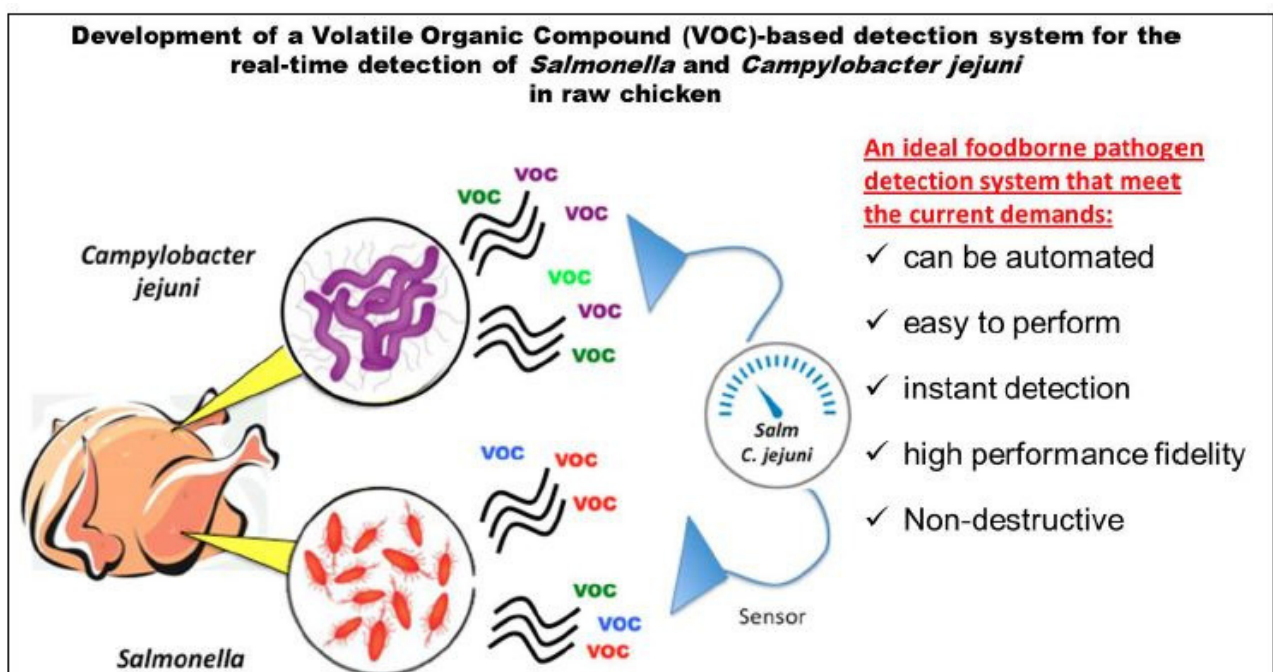 Development of a Volatile Organic Compound (VOC)-based detection system for the
real-time detection of Salmonella and Campylobacter jejuni
in raw chicken
An ideal foodborne pathogen
detection system that meet
the current demands:
✓ can be automated
✓ easy to perform
✓ instant detection
✓ high performance fidelity
✓ Non-destructive
Campylobacter
jejuni
VOC
VOC
VOC
VOC
VOC
VOC
Salm
C. jejuni
VOC
VOC
VOC
VOC
VOC
VOC
Sensor
Salmonella